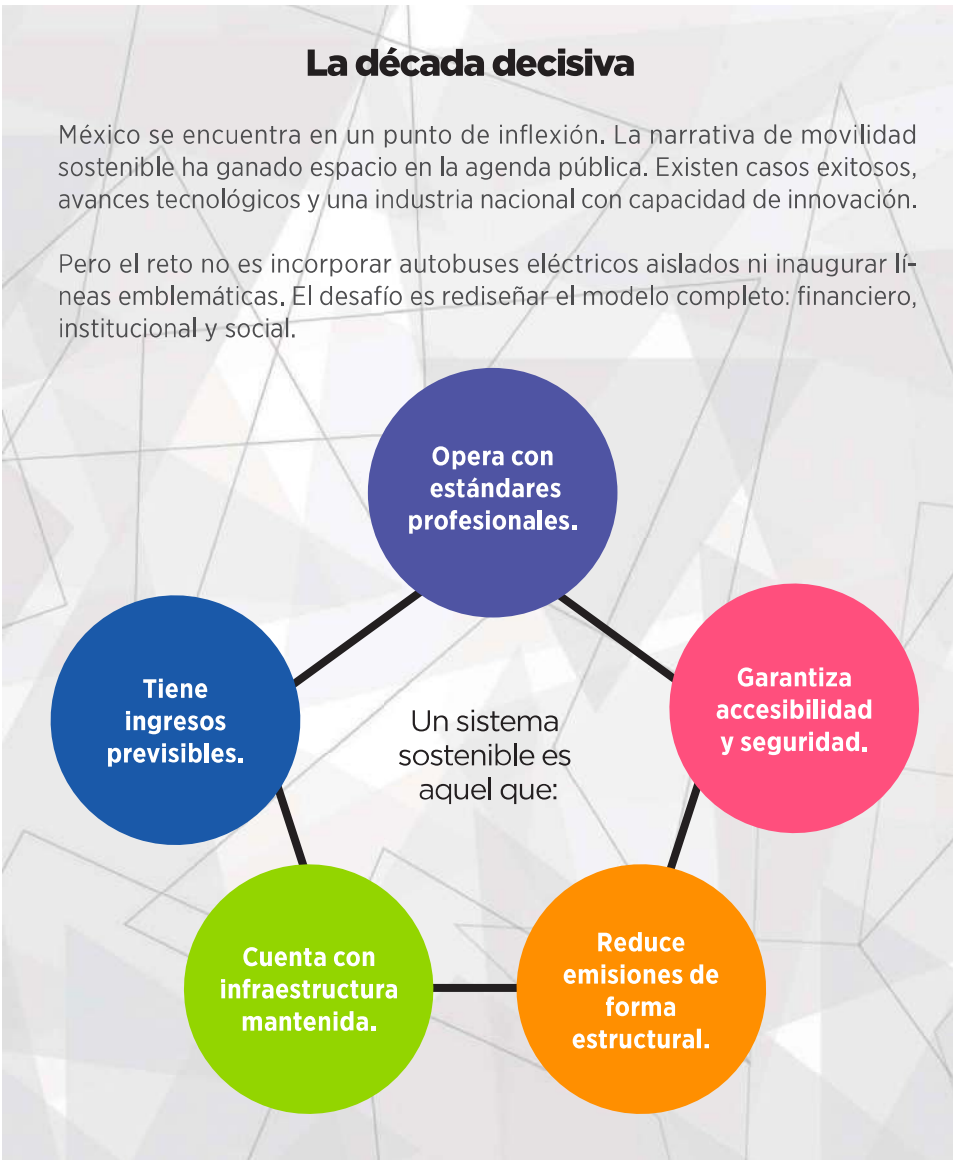 La década decisiva
México se encuentra en un punto de inflexión. La narrativa de movilidad
sostenible ha ganado espacio en la agenda pública. Existen casos exitosos,
avances tecnológicos y una industria nacional con capacidad de innovación.
Pero el reto no es incorporar autobuses eléctricos aislados ni inaugurar lí-
neas emblemáticas. El desafío es rediseñar el modelo completo: financiero,
institucional y social.
Un sistema
sostenible es
aquel que:
Opera con
estándares
profesionales.
Garantiza
accesibilidad
y seguridad.
Reduce
emisiones de
forma
estructural.
Cuenta con
infraestructura
mantenida.
Tiene
ingresos
previsibles.